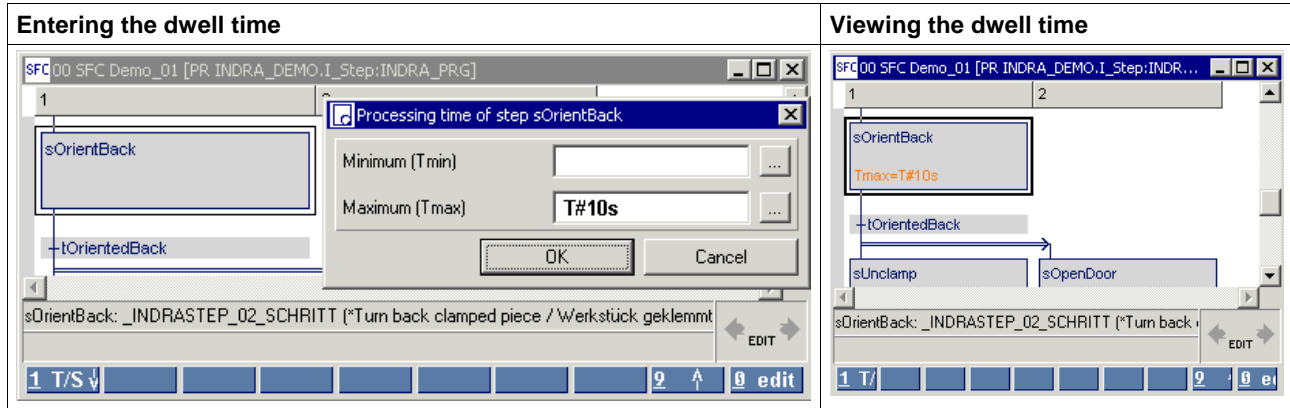 Entering the dwell time
Viewing the dwell time
SFC 00 SFC Demo_01 [PR INDRA_DEMO.I_Step:INDRA_PRG]
1
Processing time of step sOrientBack
sOrientBack
Minimum (Tmin)
...
Maximum (Tmax)
T#10s
...
OK
Cancel
tOrientedBack
sOrientBack: _INDRASTEP_02_SCHRITT (*Turn back clamped piece / Werkstück geklemmt
EDIT
1 T/S
9
0 edit
SFC 00 SFC Demo_01 [PR INDRA_DEMO.I_Step:INDR...
1
2
sOrientBack
Tmax=T#10s
tOrientedBack
sUnclamp
sOpenDoor
sOrientBack: _INDRASTEP_02_SCHRITT (*Turn back
EDIT
1 T/
9
0